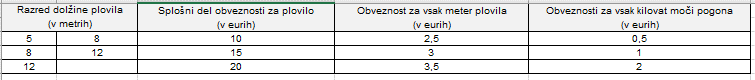 Razred dolžine plovila Splošni del obveznosti za plovilo Obveznost za vsak meter plovila Obveznosti za vsak kilovat moči pogona
(v metrih) (v eurih) (v eurih) (v eurih)
5 8 10 2,5 0,5
8 12 15 3 1
12 20 3,5 2